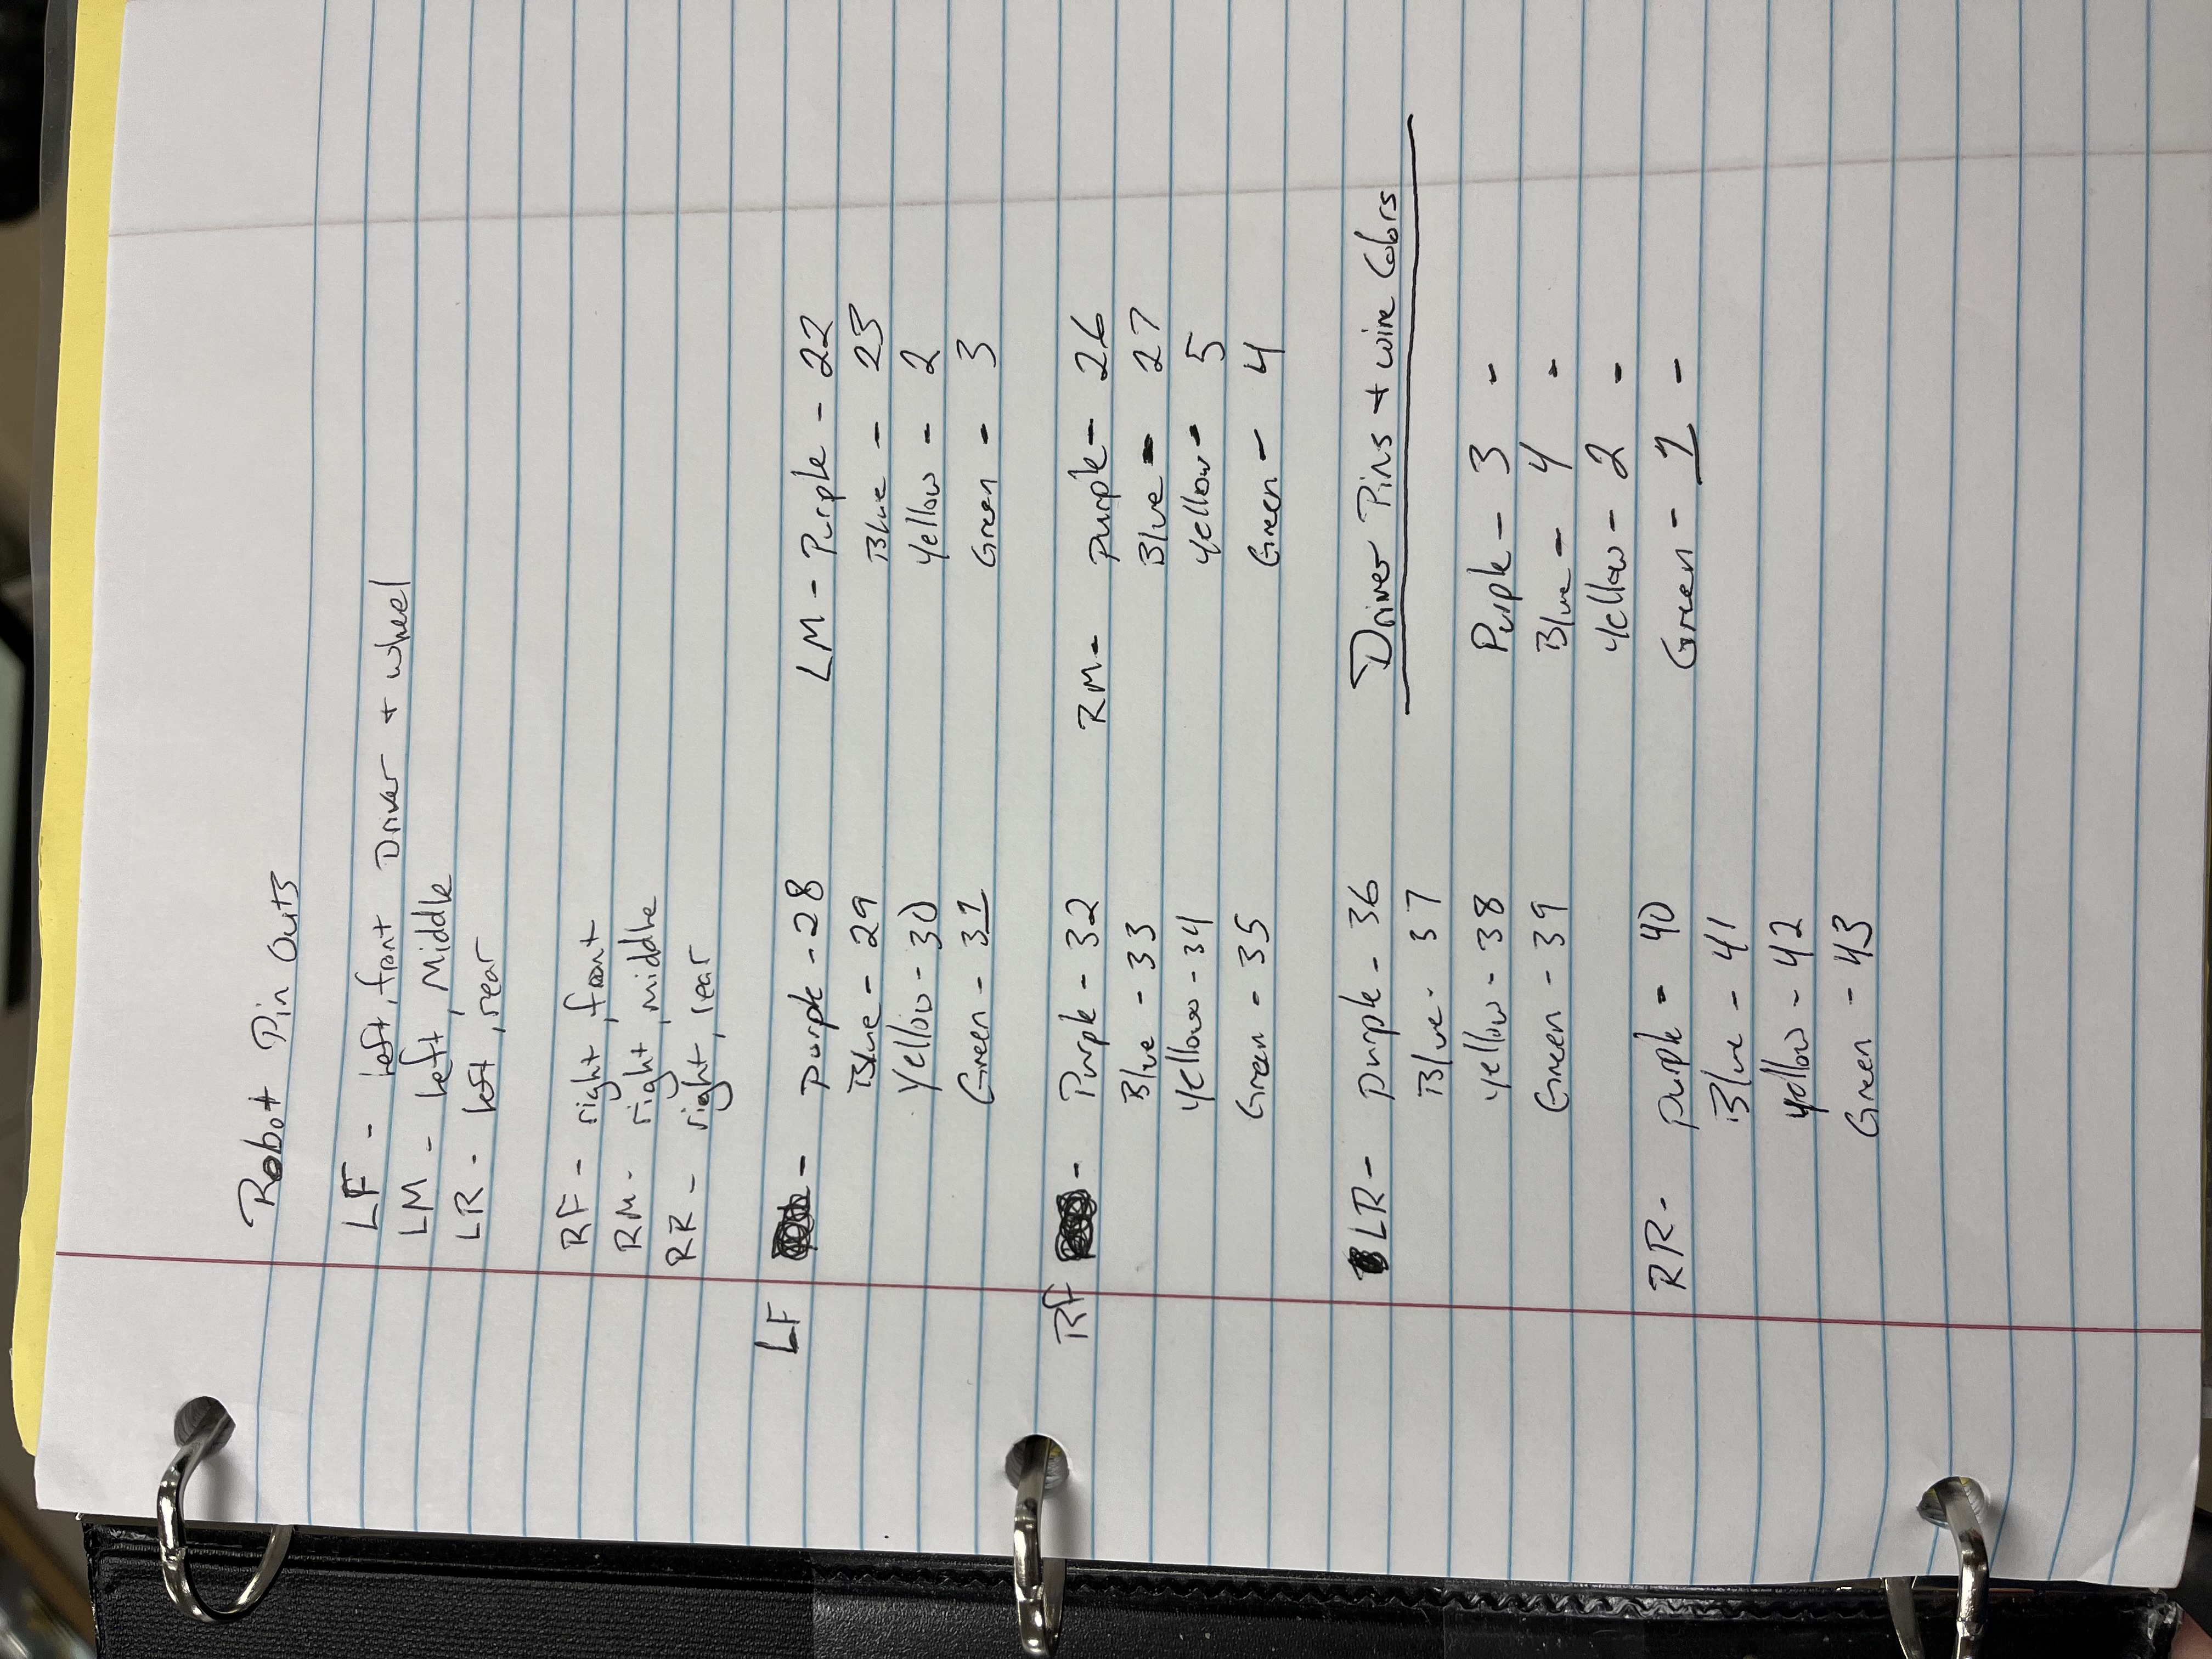 Robot Pin Outs
LF - Left, front Driver + wheel
LM - Left, Middle
LR - left, rear
RF - right, front
RM - right, middle
RR - right, rear
LF - purple - 28
Blue - 29
Yellow - 30
Green - 31
LM - Purple - 22
Blue - 23
Yellow - 2
Green - 3
RF - Purple - 32
Blue - 33
Yellow - 34
Green - 35
RM - purple - 26
Blue - 27
Yellow - 5
Green - 4
LR - purple - 36
Blue - 37
yellow - 38
Green - 39
Driver Pins + wire Colors
Purple - 3 -
Blue - 4 -
Yellow - 2 -
Green - 1 -
RR - purple - 40
Blue - 41
yellow - 42
Green - 43